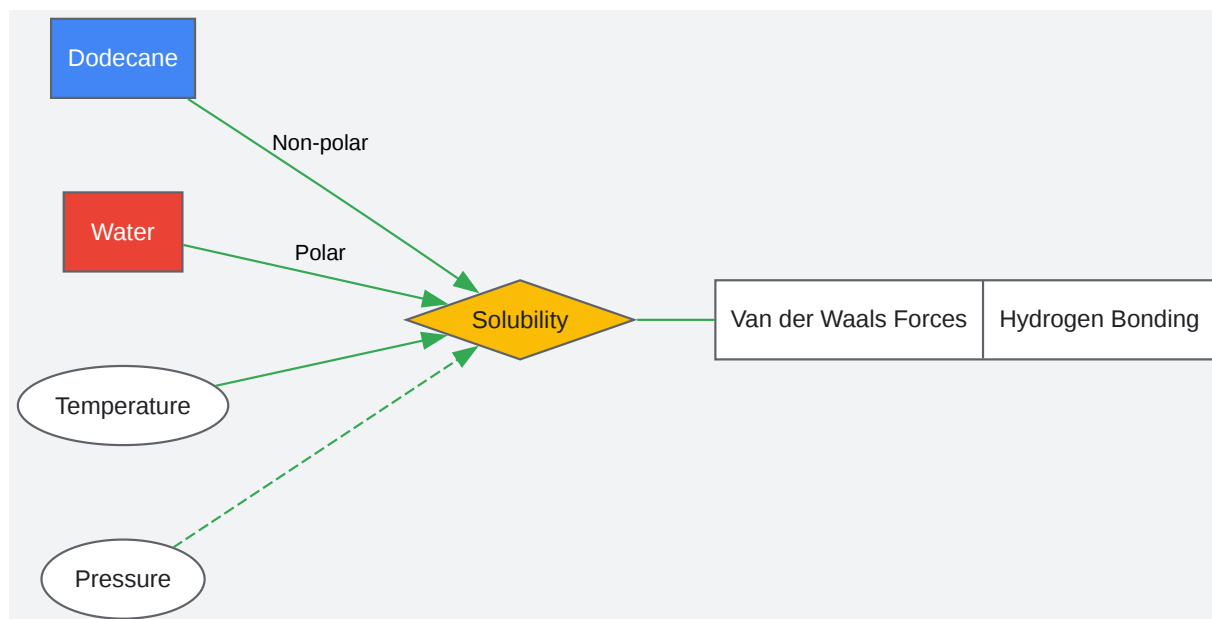 Dodecane
Non-polar
Water
Polar
Solubility
Van der Waals Forces
Hydrogen Bonding
Temperature
Pressure